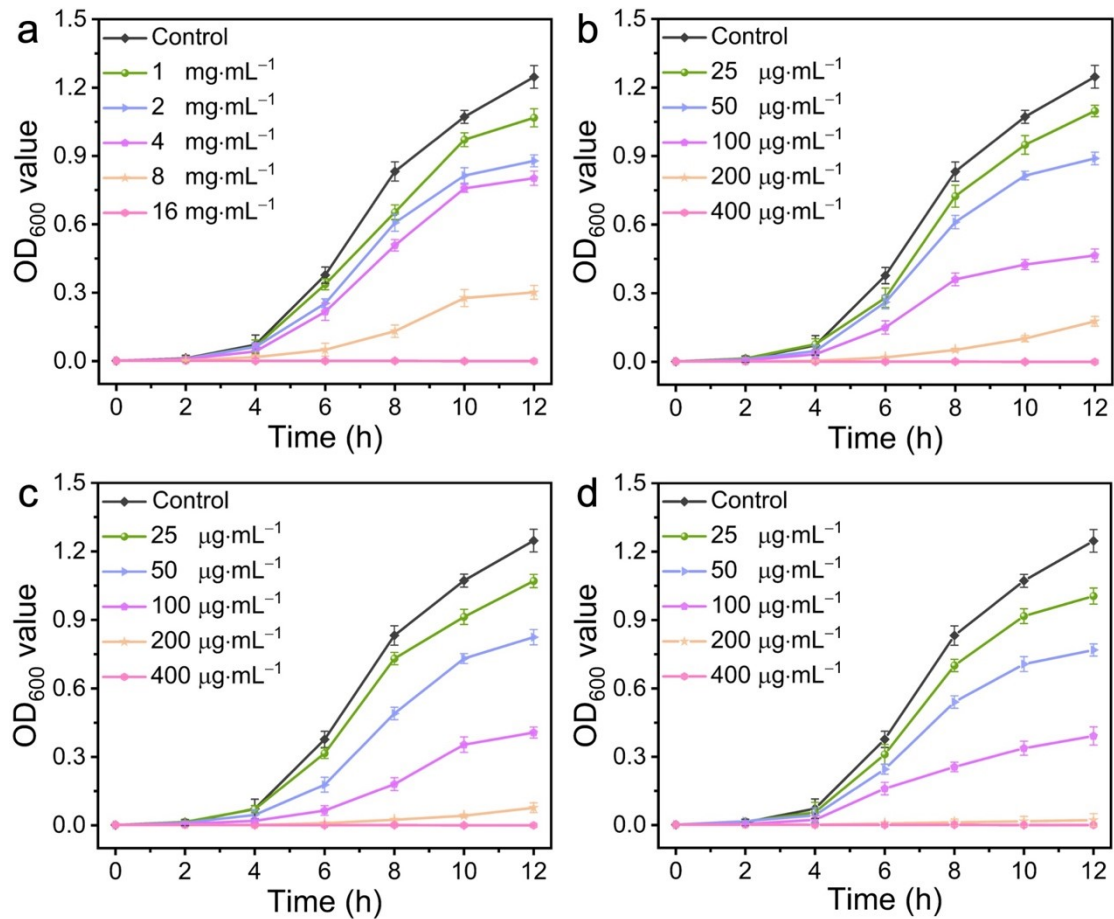 a
1.5
1.2
0.9
0.6
0.3
0.0
OD600 value
Control
1 mg·mL−1
2 mg·mL−1
4 mg·mL−1
8 mg·mL−1
16 mg·mL−1
0 2 4 6 8 10 12
Time (h)
b
1.5
1.2
0.9
0.6
0.3
0.0
OD600 value
Control
25 μg·mL−1
50 μg·mL−1
100 μg·mL−1
200 μg·mL−1
400 μg·mL−1
0 2 4 6 8 10 12
Time (h)
c
1.5
1.2
0.9
0.6
0.3
0.0
OD600 value
Control
25 μg·mL−1
50 μg·mL−1
100 μg·mL−1
200 μg·mL−1
400 μg·mL−1
0 2 4 6 8 10 12
Time (h)
d
1.5
1.2
0.9
0.6
0.3
0.0
OD600 value
Control
25 μg·mL−1
50 μg·mL−1
100 μg·mL−1
200 μg·mL−1
400 μg·mL−1
0 2 4 6 8 10 12
Time (h)